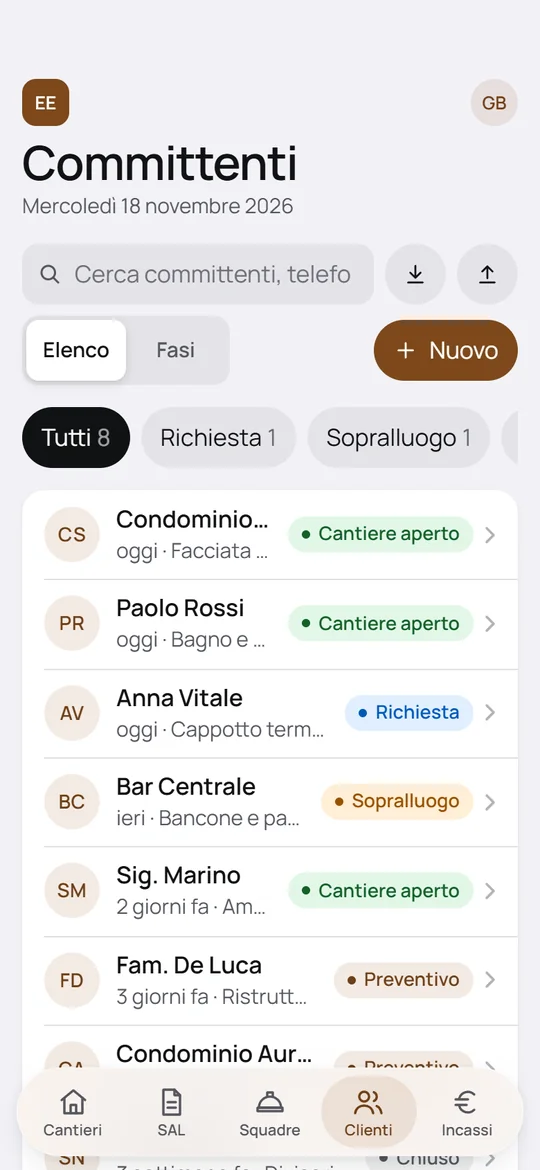 EE
GB
Committenti
Mercoledì 18 novembre 2026
Cerca committenti, telefo
Elenco
Fasi
+ Nuovo
Tutti 8
Richiesta 1
Sopralluogo 1
CS
Condominio...
oggi · Facciata ...
Cantiere aperto
PR
Paolo Rossi
oggi · Bagno e ...
Cantiere aperto
AV
Anna Vitale
oggi · Cappotto term...
Richiesta
BC
Bar Centrale
ieri · Bancone e pa...
Sopralluogo
SM
Sig. Marino
2 giorni fa · Am...
Cantiere aperto
FD
Fam. De Luca
3 giorni fa · Ristrutt...
Preventivo
Condominio Aur...
Preventivo
Cantieri
SAL
Squadre
Clienti
Incassi
SN
Chiuso